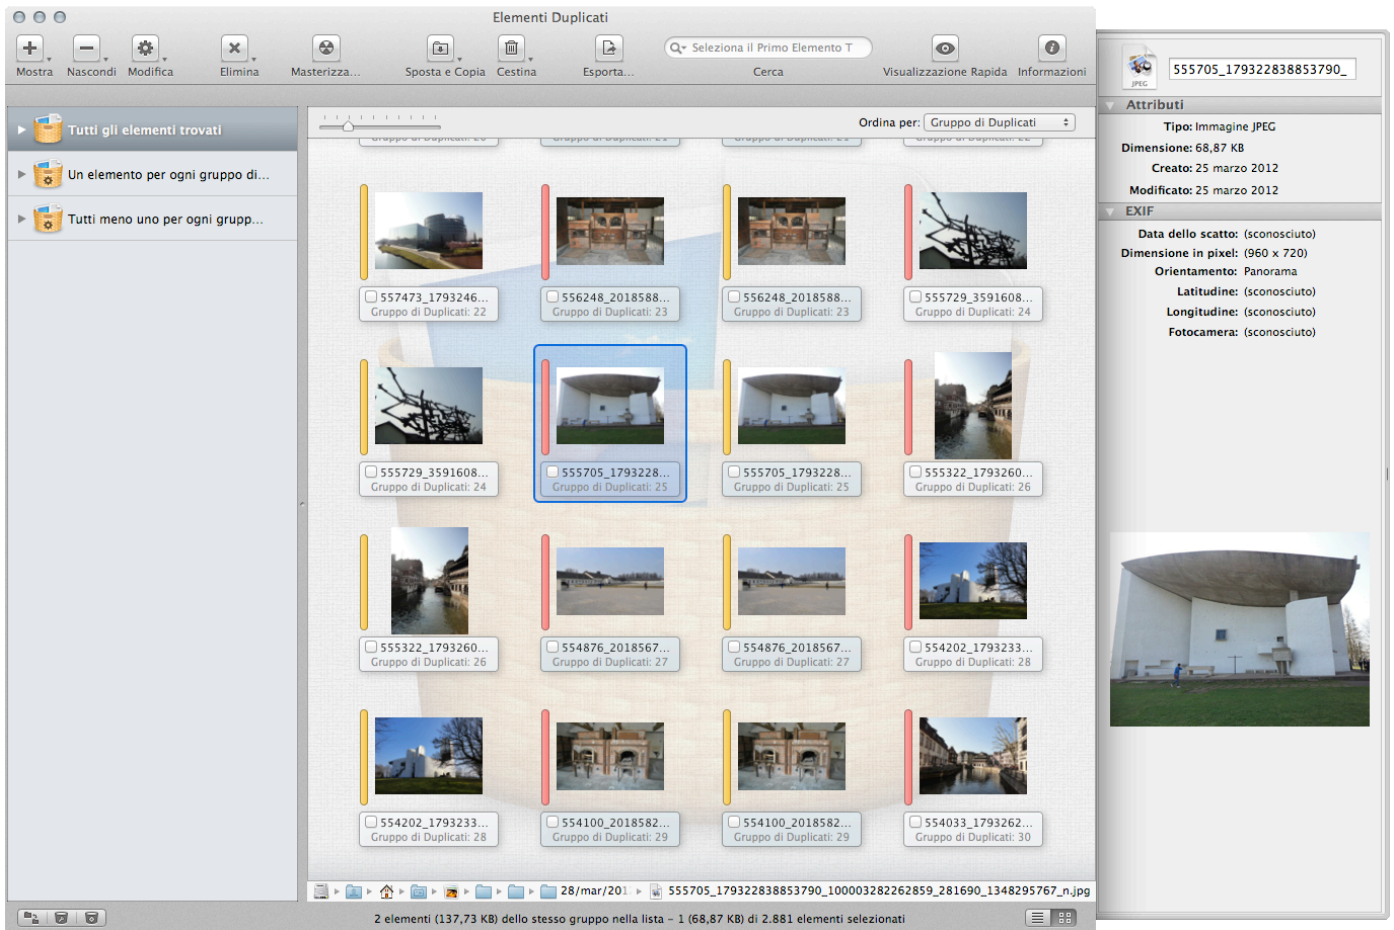 Elementi Duplicati
Mostra Nascondi Modifica Elimina Masterizza... Sposta e Copia Cestina Esporta... Seleziona il Primo Elemento T Cerca Visualizzazione Rapida Informazioni
Tutti gli elementi trovati
Un elemento per ogni gruppo di...
Tutti meno uno per ogni grupp...
Ordina per: Gruppo di Duplicati
557473_1793246... 556248_2018588... 556248_2018588... 555729_3591608...
Gruppo di Duplicati: 22 Gruppo di Duplicati: 23 Gruppo di Duplicati: 23 Gruppo di Duplicati: 24
555729_3591608... 555705_1793228... 555705_1793228... 555322_1793260...
Gruppo di Duplicati: 24 Gruppo di Duplicati: 25 Gruppo di Duplicati: 25 Gruppo di Duplicati: 26
555322_1793260... 554876_2018567... 554876_2018567... 554202_1793233...
Gruppo di Duplicati: 26 Gruppo di Duplicati: 27 Gruppo di Duplicati: 27 Gruppo di Duplicati: 28
554202_1793233... 554100_2018582... 554100_2018582... 554033_1793262...
Gruppo di Duplicati: 28 Gruppo di Duplicati: 29 Gruppo di Duplicati: 29 Gruppo di Duplicati: 30
28/mar/201 555705_179322838853790_100003282262859_281690_1348295767_n.jpg
2 elementi (137,73 KB) dello stesso gruppo nella lista – 1 (68,87 KB) di 2.881 elementi selezionati
JPEG
555705_179322838853790_
Attributi
Tipo: Immagine JPEG
Dimensione: 68,87 KB
Creato: 25 marzo 2012
Modificato: 25 marzo 2012
EXIF
Data dello scatto: (sconosciuto)
Dimensione in pixel: (960 x 720)
Orientamento: Panorama
Latitudine: (sconosciuto)
Longitudine: (sconosciuto)
Fotocamera: (sconosciuto)